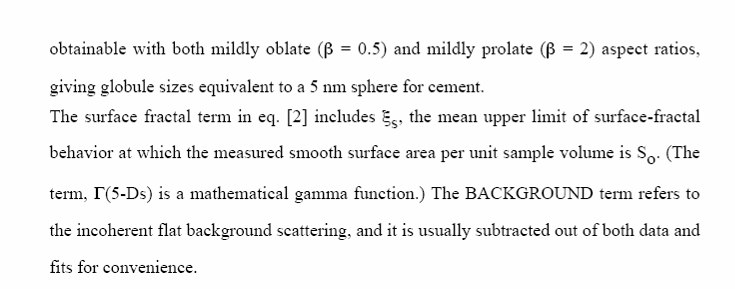 obtainable with both mildly oblate (β = 0.5) and mildly prolate (β = 2) aspect ratios,
giving globule sizes equivalent to a 5 nm sphere for cement.
The surface fractal term in eq. [2] includes ξₛ, the mean upper limit of surface-fractal
behavior at which the measured smooth surface area per unit sample volume is Sₒ. (The
term, Γ(5-Ds) is a mathematical gamma function.) The BACKGROUND term refers to
the incoherent flat background scattering, and it is usually subtracted out of both data and
fits for convenience.